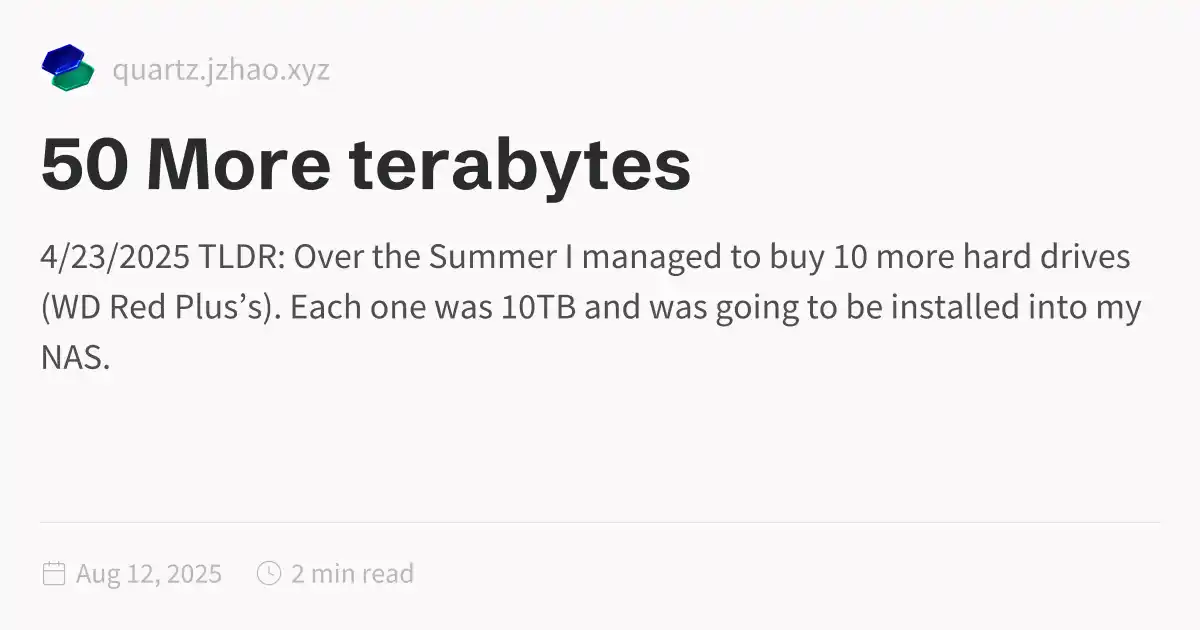 quartz.jzhao.xyz
50 More terabytes
4/23/2025 TLDR: Over the Summer I managed to buy 10 more hard drives
(WD Red Plus’s). Each one was 10TB and was going to be installed into my
NAS.
Aug 12, 2025 2 min read